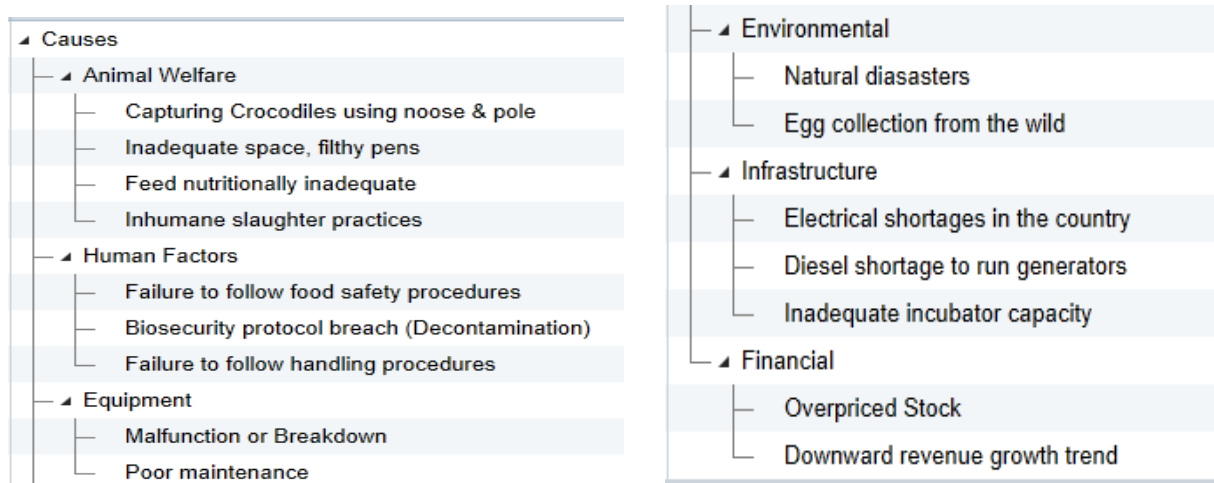 Causes
Animal Welfare
Capturing Crocodiles using noose & pole
Inadequate space, filthy pens
Feed nutritionally inadequate
Inhumane slaughter practices
Human Factors
Failure to follow food safety procedures
Biosecurity protocol breach (Decontamination)
Failure to follow handling procedures
Equipment
Malfunction or Breakdown
Poor maintenance
Environmental
Natural diasasters
Egg collection from the wild
Infrastructure
Electrical shortages in the country
Diesel shortage to run generators
Inadequate incubator capacity
Financial
Overpriced Stock
Downward revenue growth trend